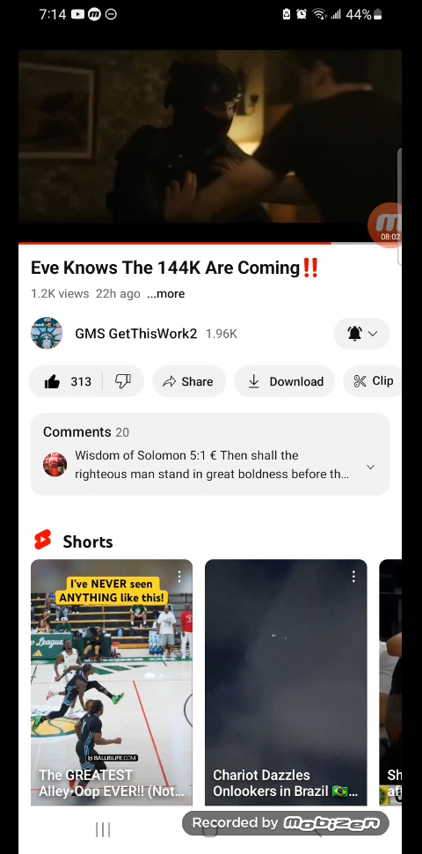 7:14
44%
08:02
Eve Knows The 144K Are Coming‼️
1.2K views 22h ago ...more
GMS GetThisWork2 1.96K
313
Share
Download
Clip
Comments 20
Wisdom of Solomon 5:1 € Then shall the
righteous man stand in great boldness before th...
Shorts
I've NEVER seen
ANYTHING like this!
BALLISLIFE.COM
The GREATEST
Alley-Oop EVER!! (Not...
Chariot Dazzles
Onlookers in Brazil 🇧🇷...
Sh
Recorded by mobizen